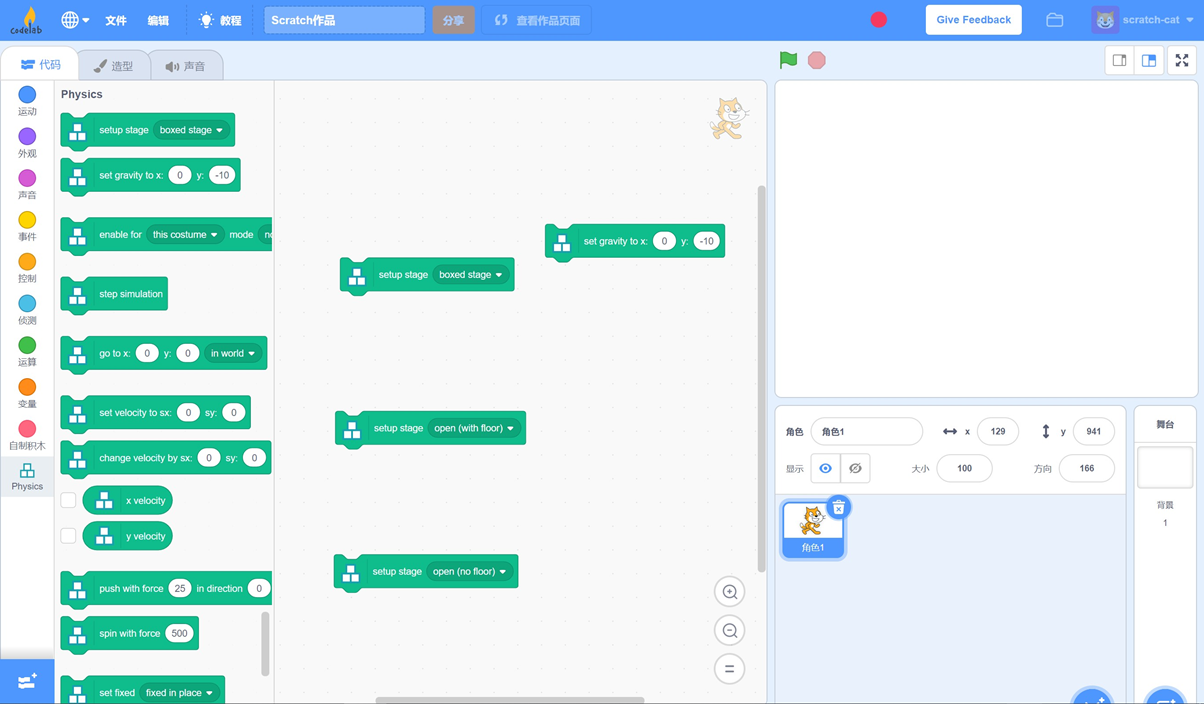 codelab
文件
编辑
教程
Scratch作品
分享
查看作品页面
Give Feedback
scratch-cat
代码
造型
声音
运动
外观
声音
事件
控制
侦测
运算
变量
自制积木
Physics
Physics
setup stage boxed stage
set gravity to x: 0 y: -10
enable for this costume mode
step simulation
go to x: 0 y: 0 in world
set velocity to sx: 0 sy: 0
change velocity by sx: 0 sy: 0
x velocity
y velocity
push with force 25 in direction 0
spin with force 500
set fixed fixed in place
set gravity to x: 0 y: -10
setup stage boxed stage
setup stage open (with floor)
setup stage open (no floor)
角色 角色1 x 129 y 941
显示 大小 100 方向 166
角色1
舞台
背景
1